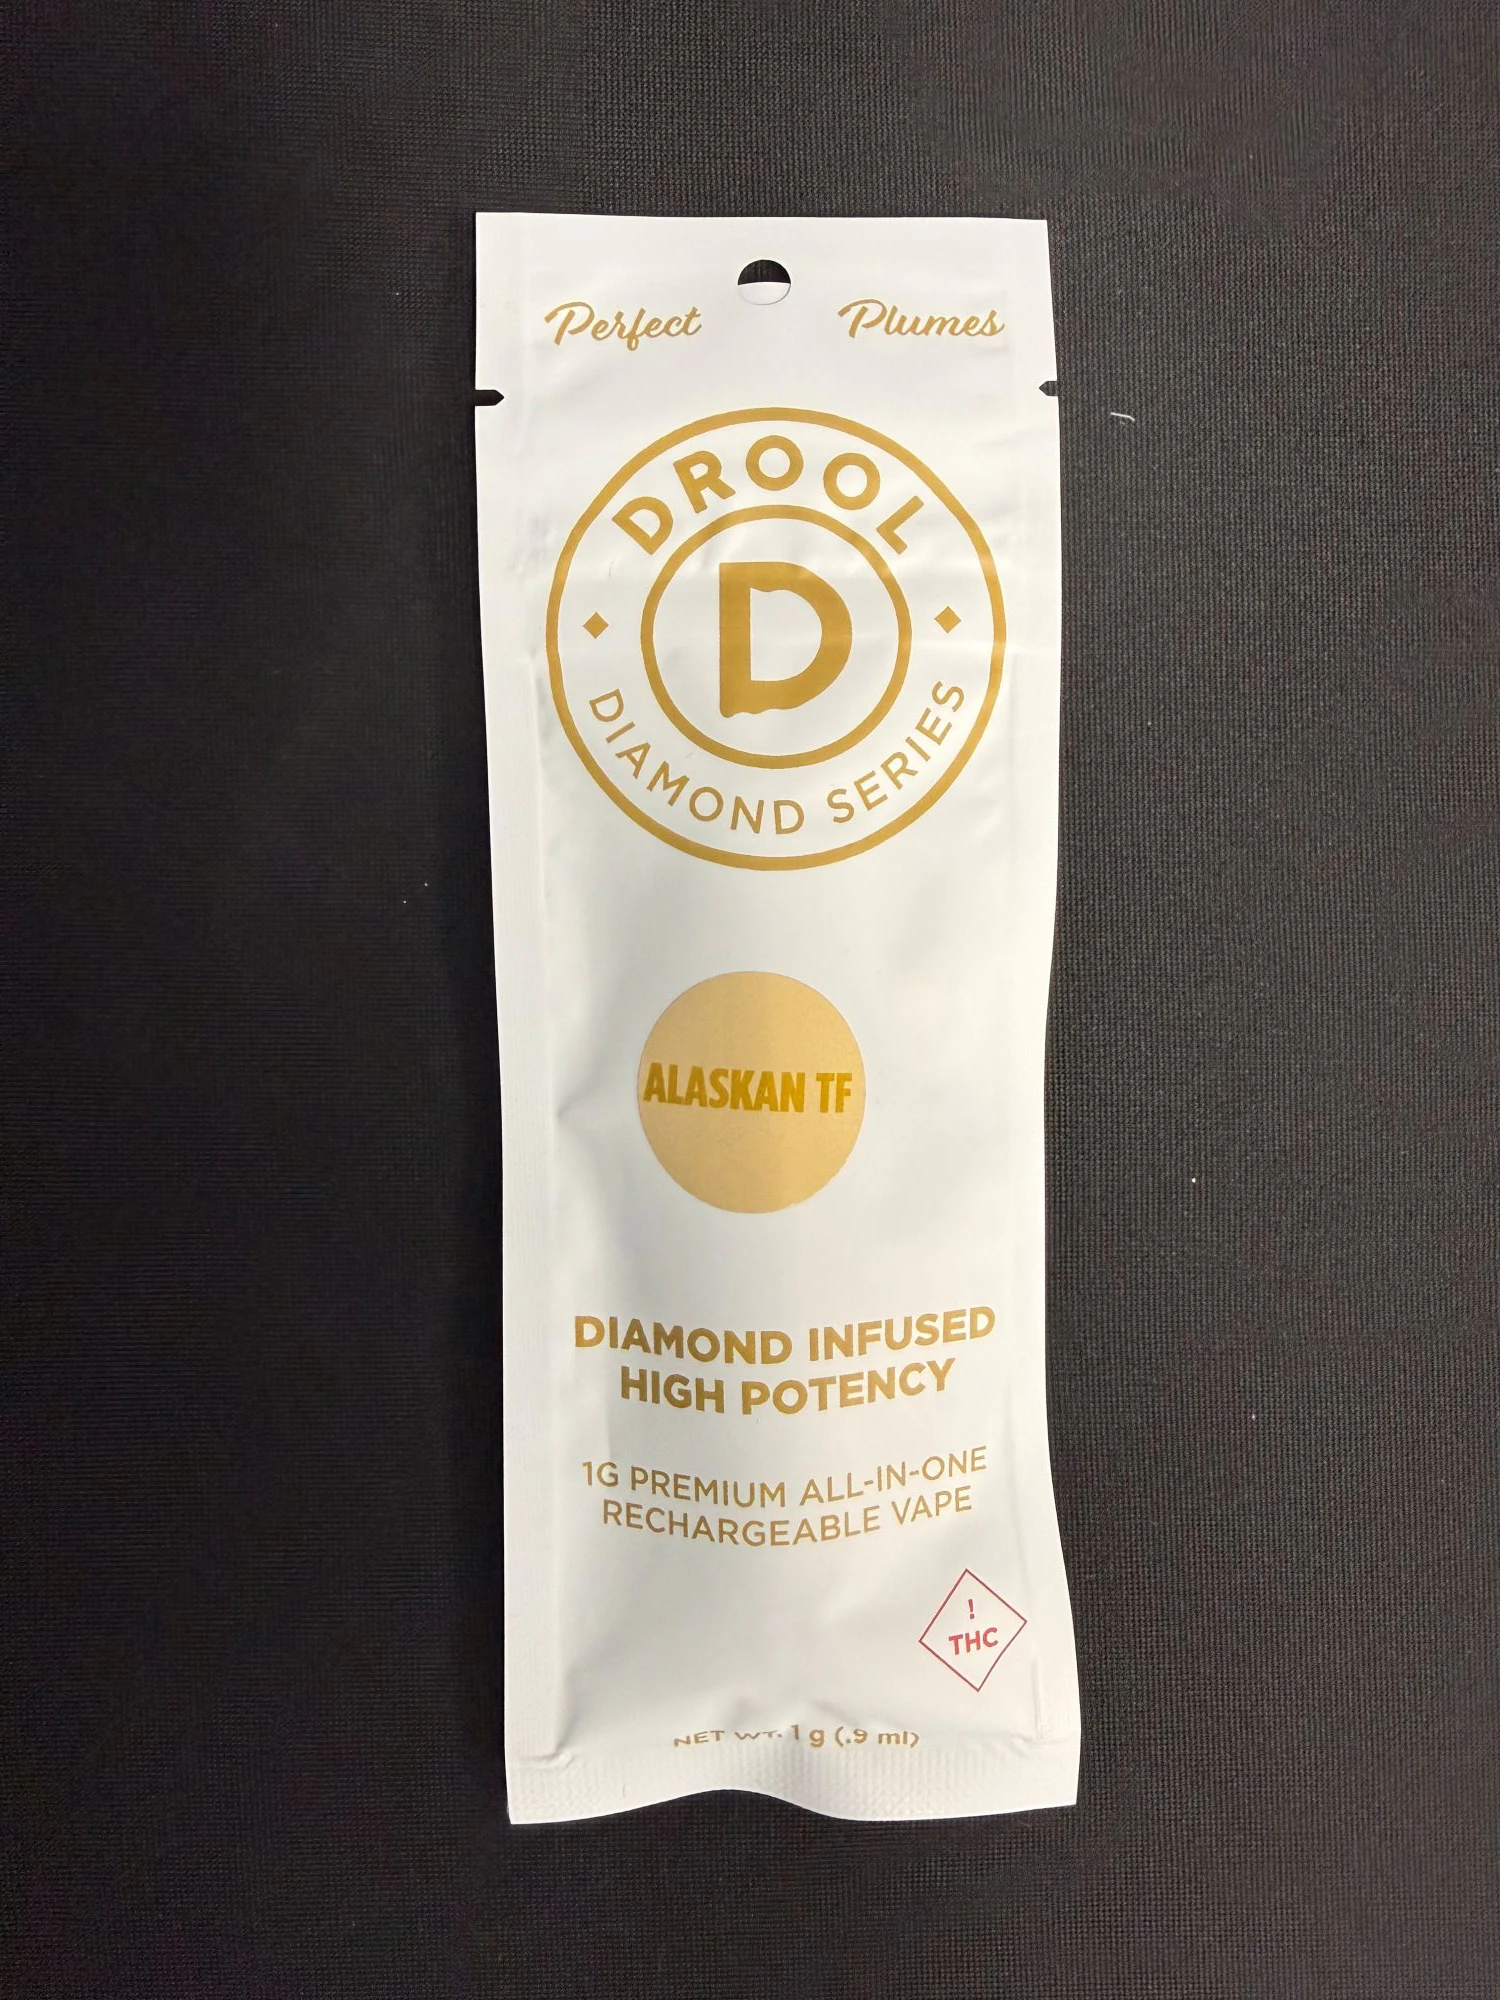 Perfect Plumes
DROOL
D
DIAMOND SERIES
ALASKAN TF
DIAMOND INFUSED
HIGH POTENCY
1G PREMIUM ALL-IN-ONE
RECHARGEABLE VAPE
!
THC
NET WT. 1 g (.9 ml)